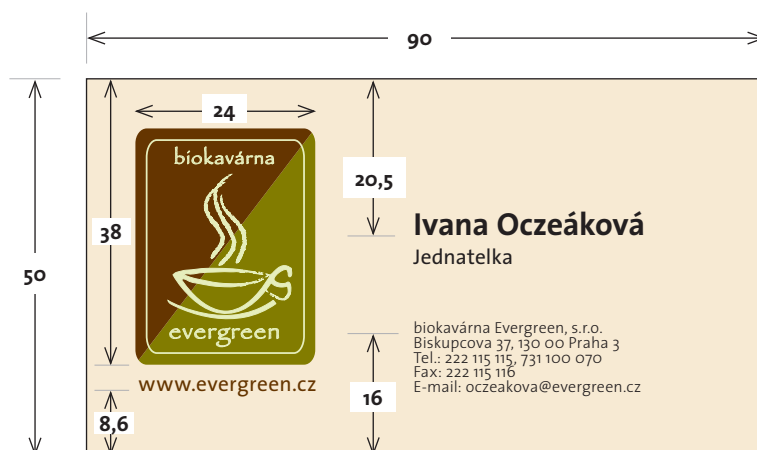 90
24
biokavárna
20,5
38
Ivana Oczeáková
50
Jednatelka
evergreen
biokavárna Evergreen, s.r.o.
Biskupcova 37, 130 00 Praha 3
Tel.: 222 115 115, 731 100 070
Fax: 222 115 116
E-mail: oczeakova@evergreen.cz
www.evergreen.cz
16
8,6